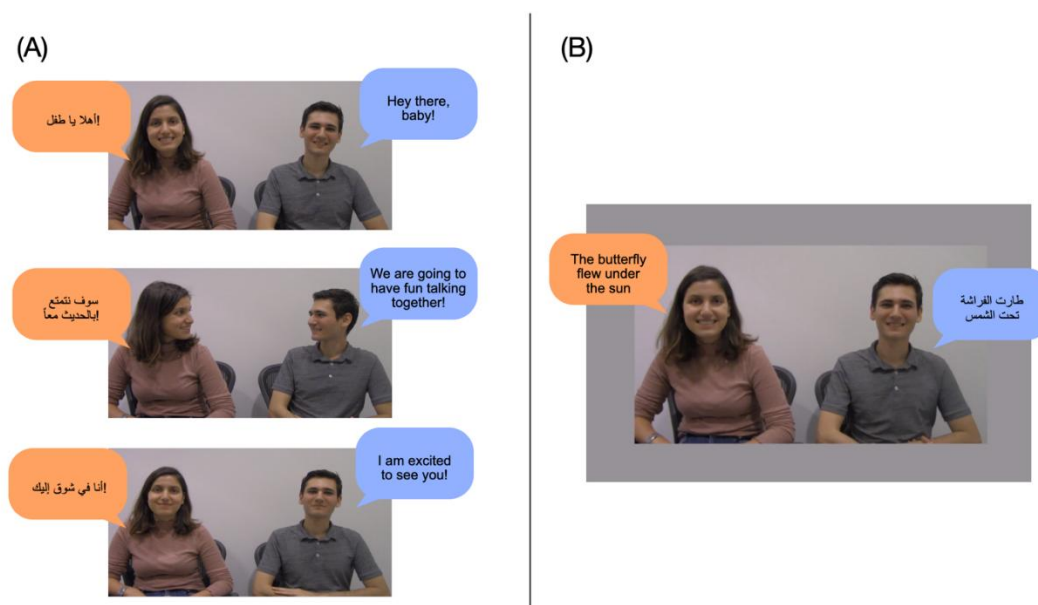 (A)
!أهلا يا طفل
Hey there,
baby!
سوف نتمتع
!بالحديث معاً
We are going to
have fun talking
together!
!أنا في شوق إليك
I am excited
to see you!
(B)
The butterfly
flew under
the sun
طارت الفراشة
تحت الشمس